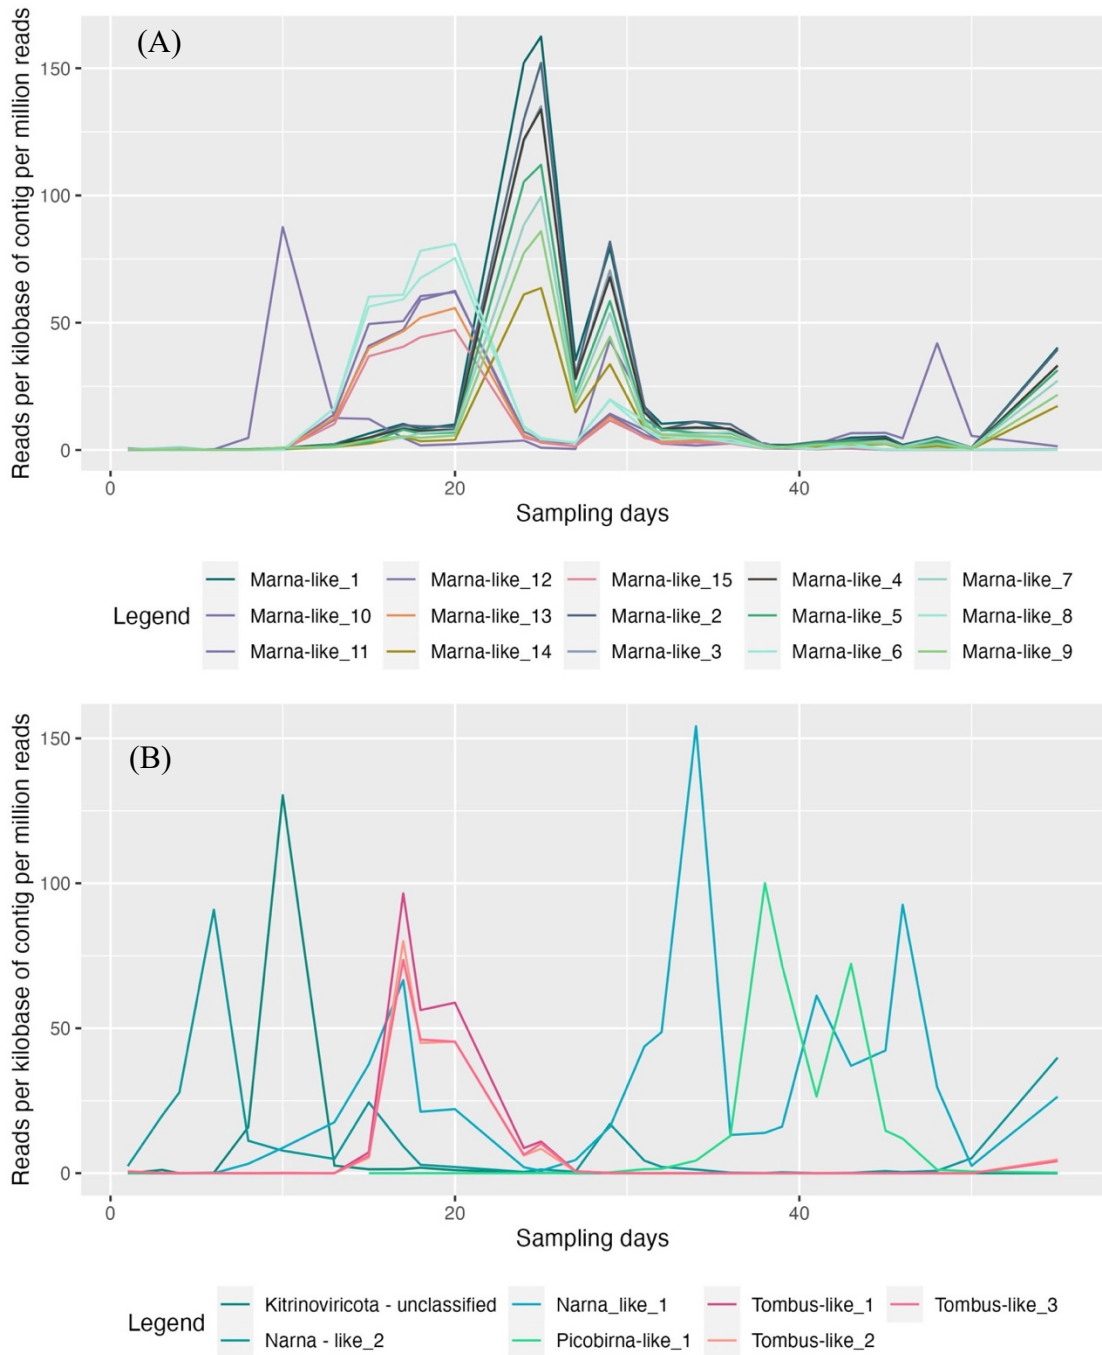 (A)
Reads per kilobase of contig per million reads
150
100
50
0
0 20 40
Sampling days
Legend
Marna-like_1 Marna-like_12 Marna-like_15 Marna-like_4 Marna-like_7
Marna-like_10 Marna-like_13 Marna-like_2 Marna-like_5 Marna-like_8
Marna-like_11 Marna-like_14 Marna-like_3 Marna-like_6 Marna-like_9
(B)
Reads per kilobase of contig per million reads
150
100
50
0
0 20 40
Sampling days
Legend
Kitrinoviricota - unclassified Narna_like_1 Tombus-like_1 Tombus-like_3
Narna - like_2 Picobirna-like_1 Tombus-like_2